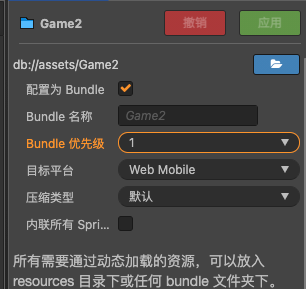 Game2
撤销
应用
db://assets/Game2
配置为 Bundle
Bundle 名称
Game2
Bundle 优先级
1
目标平台
Web Mobile
压缩类型
默认
内联所有 Spri...
所有需要通过动态加载的资源，可以放入
resources 目录下或任何 bundle 文件夹下。